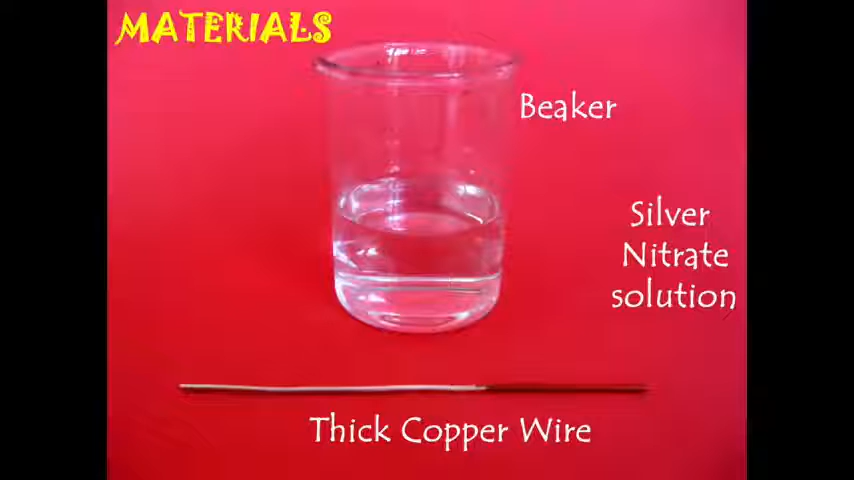 MATERIALS
Beaker
Silver
Nitrate
solution
Thick Copper Wire